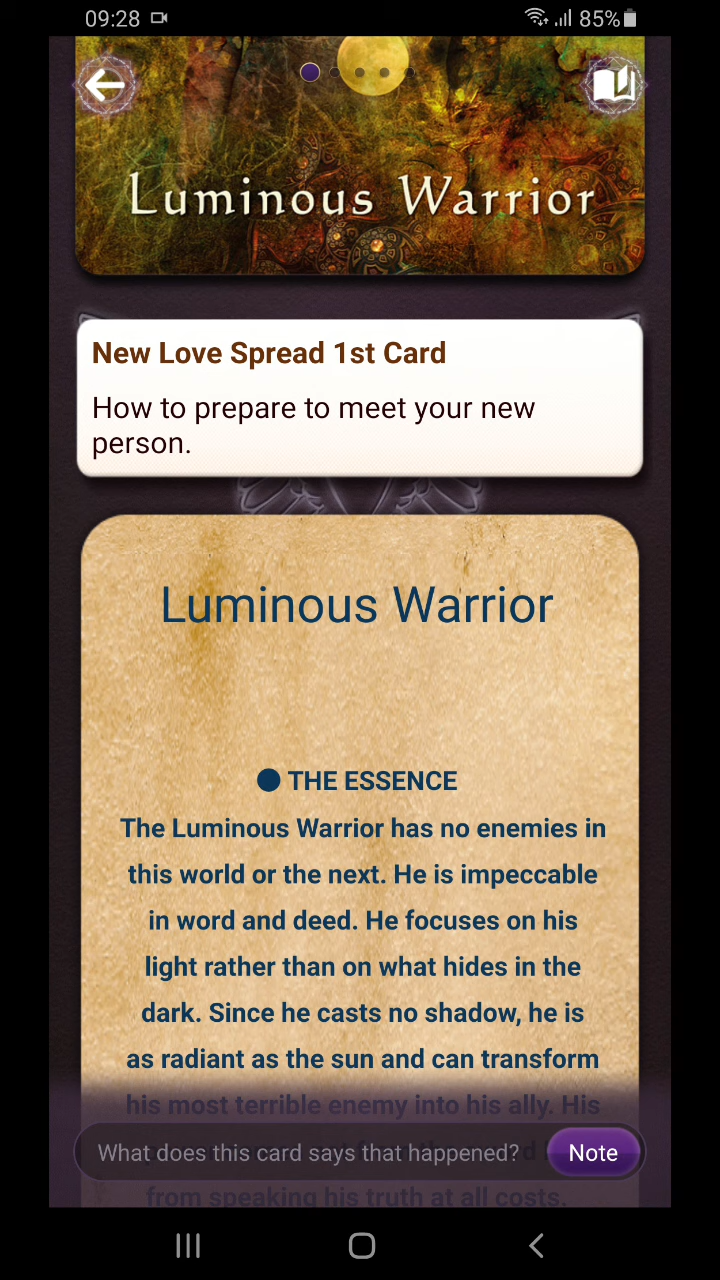 09:28
85%
Luminous Warrior
New Love Spread 1st Card
How to prepare to meet your new
person.
Luminous Warrior
THE ESSENCE
The Luminous Warrior has no enemies in
this world or the next. He is impeccable
in word and deed. He focuses on his
light rather than on what hides in the
dark. Since he casts no shadow, he is
as radiant as the sun and can transform
his most terrible enemy into his ally. His
What does this card says that happened?
Note
from speaking his truth at all costs.